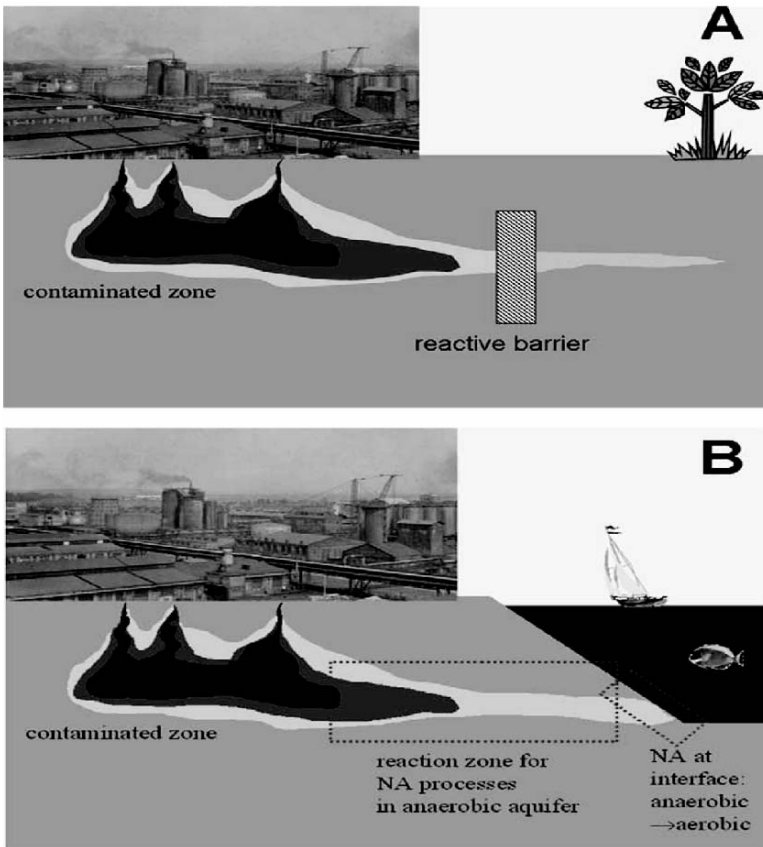 A
contaminated zone
reactive barrier
B
contaminated zone
reaction zone for
NA processes
in anaerobic aquifer
NA at
interface:
anaerobic
→aerobic